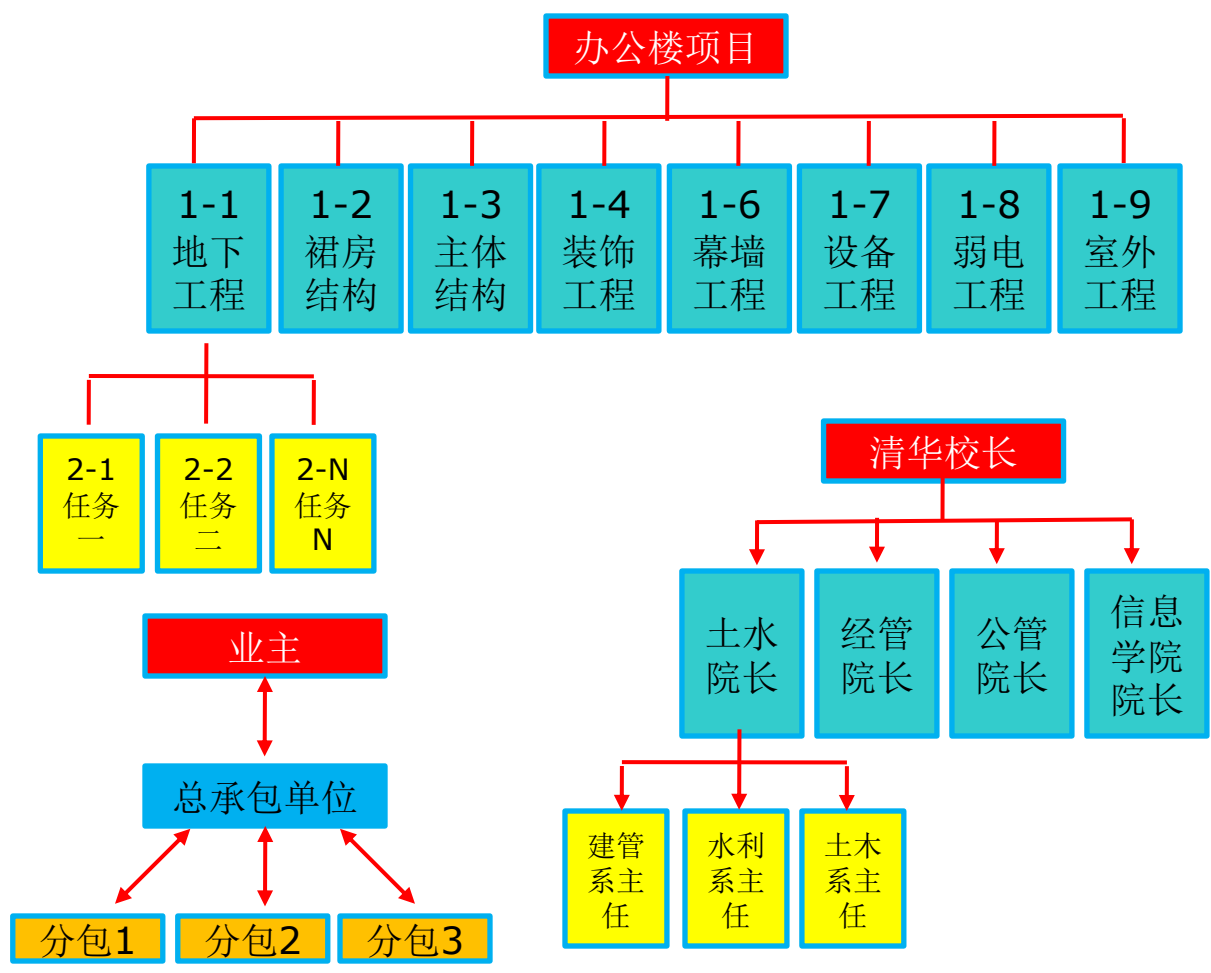 办公楼项目
1-1
地下
工程
1-2
裙房
结构
1-3
主体
结构
1-4
装饰
工程
1-6
幕墙
工程
1-7
设备
工程
1-8
弱电
工程
1-9
室外
工程
2-1
任务
一
2-2
任务
二
2-N
任务
N
清华校长
土水
院长
经管
院长
公管
院长
信息
学院
院长
建管
系主
任
水利
系主
任
土木
系主
任
业主
总承包单位
分包1
分包2
分包3